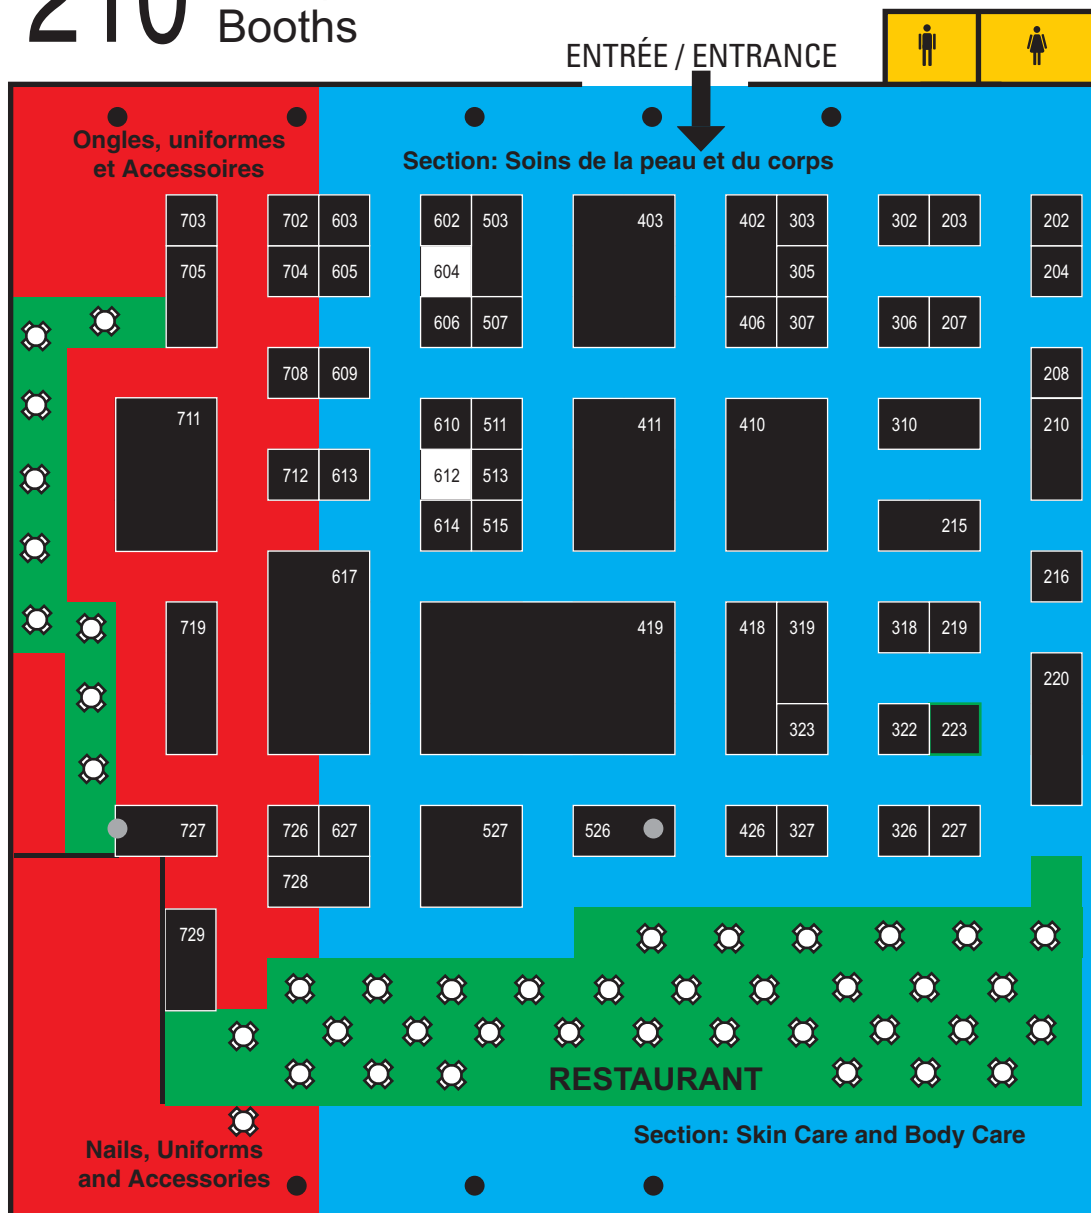 210 Booths
ENTRÉE / ENTRANCE
Ongles, uniformes
et Accessoires
Section: Soins de la peau et du corps
703 702 603 602 503 403 402 303 302 203 202
705 704 605 604 305 204
606 507 406 307 306 207
708 609 208
711 610 511 411 410 310 210
712 613 612 513
614 515 215
617 216
719 419 418 319 318 219
220
323 322 223
727 726 627 527 526 426 327 326 227
728
729
RESTAURANT
Section: Skin Care and Body Care
Nails, Uniforms
and Accessories